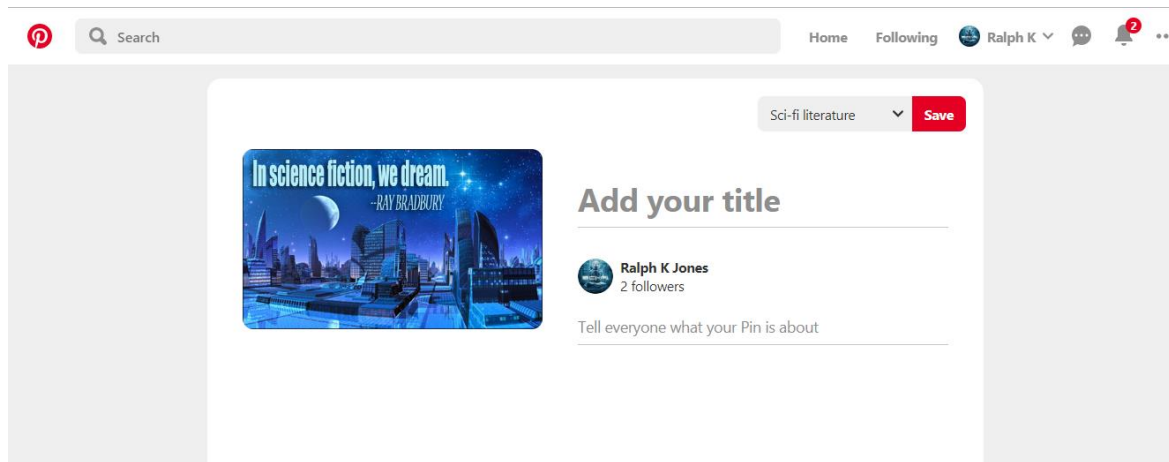 Search
Home Following Ralph K 2
Sci-fi literature Save
In science fiction, we dream.
--RAY BRADBURY
Add your title
Ralph K Jones
2 followers
Tell everyone what your Pin is about